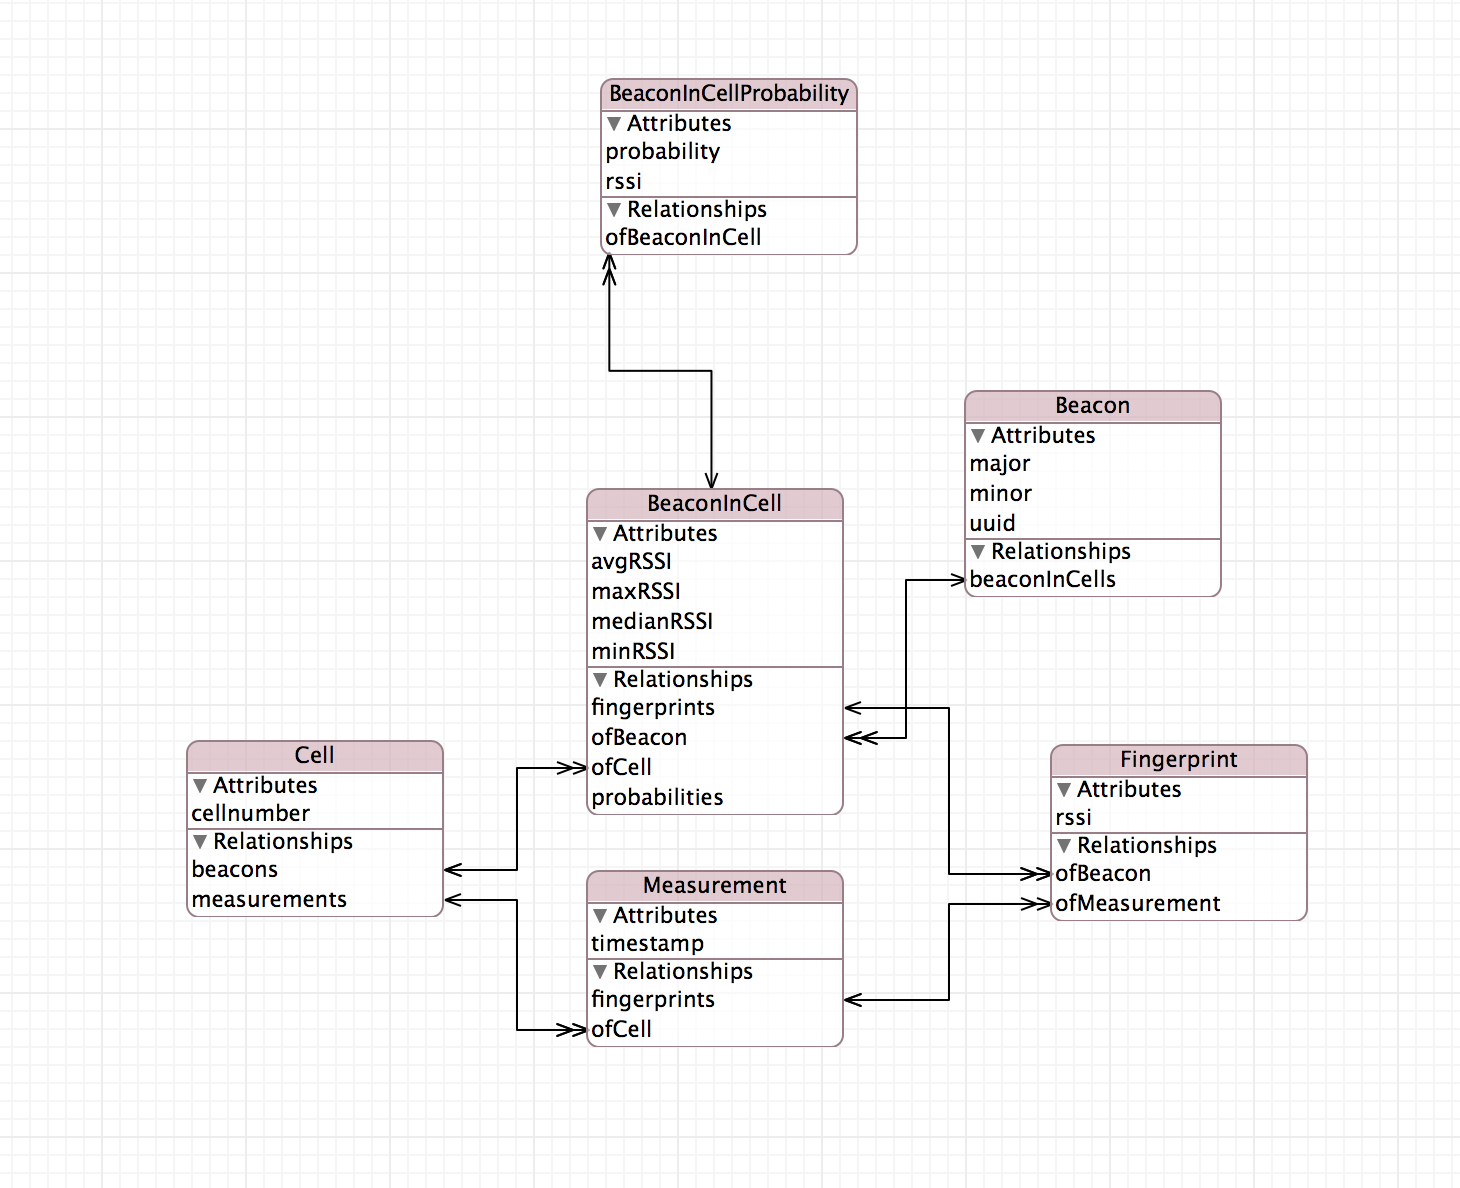 BeaconInCellProbability
Attributes
probability
rssi
Relationships
ofBeaconInCell
Beacon
Attributes
major
minor
uuid
Relationships
beaconInCells
BeaconInCell
Attributes
avgRSSI
maxRSSI
medianRSSI
minRSSI
Relationships
fingerprints
ofBeacon
ofCell
probabilities
Cell
Attributes
cellnumber
Relationships
beacons
measurements
Fingerprint
Attributes
rssi
Relationships
ofBeacon
ofMeasurement
Measurement
Attributes
timestamp
Relationships
fingerprints
ofCell